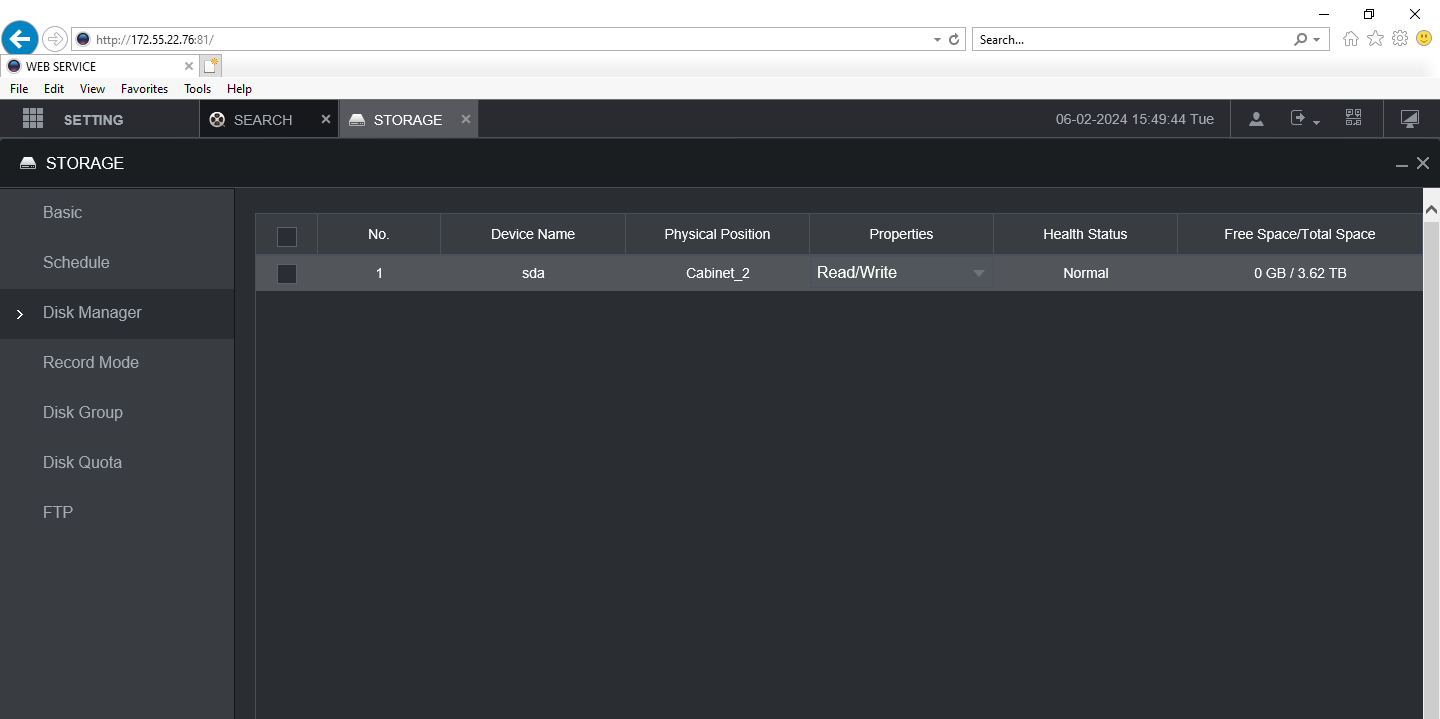 http://172.55.22.76:81/
Search...
WEB SERVICE
File Edit View Favorites Tools Help
SETTING SEARCH STORAGE 06-02-2024 15:49:44 Tue
STORAGE
Basic
Schedule
Disk Manager
Record Mode
Disk Group
Disk Quota
FTP
No. Device Name Physical Position Properties Health Status Free Space/Total Space
1 sda Cabinet_2 Read/Write Normal 0 GB / 3.62 TB